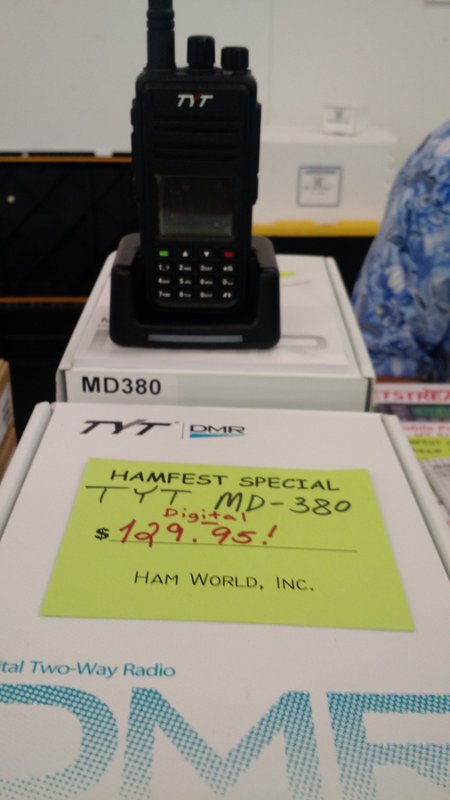 TYT
MD380
TYT DMR
HAMFEST SPECIAL
TYT MD-380
Digital
$129.95!
HAM WORLD, INC.
ital Two-Way Radio
DMR